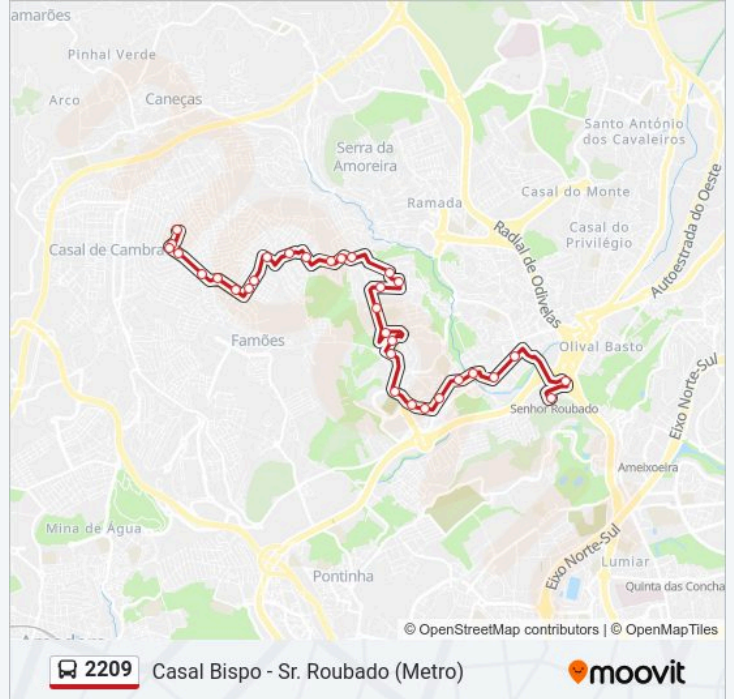 amarões
Pinhal Verde
Arco
Caneças
Santo António
dos Cavaleiros
Serra da
Amoreira
Casal do Monte
Ramada
Casal do
Privilégio
Radial de Odivelas
Autoestrada do Oeste
Casal de Cambra
Famões
Olival Basto
Eixo Norte-Sul
Senhor Roubado
Ameixoeira
Mina de Água
Eixo Norte-Sul
Lumiar
Pontinha
Quinta das Concha
© OpenStreetMap contributors | © OpenMapTiles
2209 Casal Bispo - Sr. Roubado (Metro) moovit